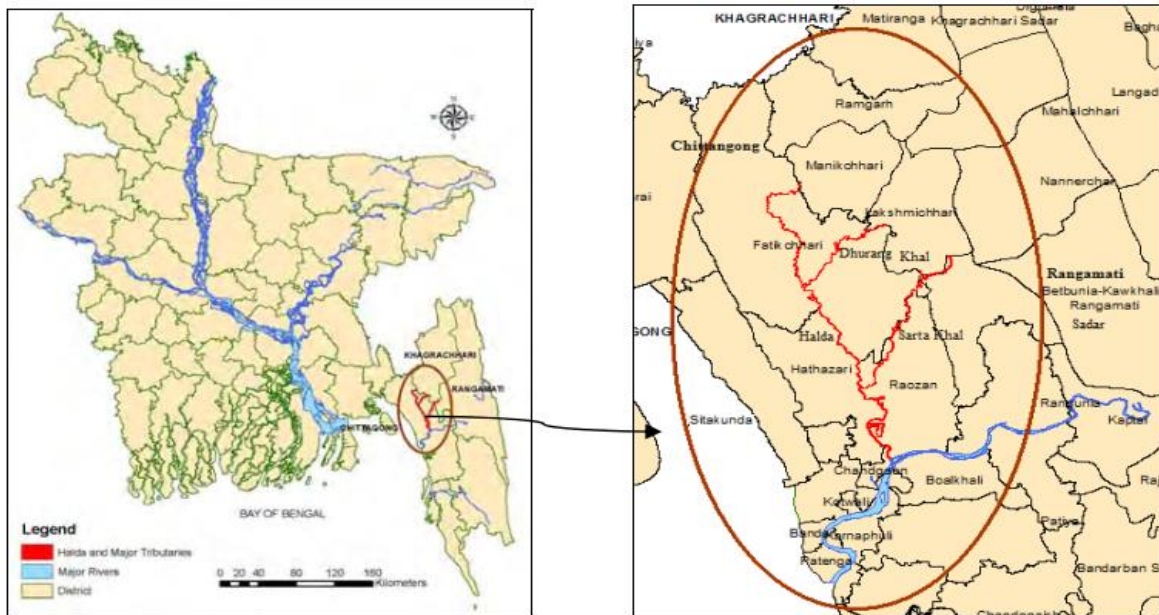 KHAGRACHHARI
RANGAMATI
CHITTAGONG
BAY OF BENGAL
Legend
Halda and Major Tributaries
Major Rivers
District
0 20 40 80 120 160
Kilometers
KHAGRACHHARI
Matiranga
Khagrachhari Sadar
Ramgarh
Langad
Mahalchhari
Chittangong
Manikchhari
Nannerchar
Lakshmichhari
Fatikchhari
Dhurang
Khal
Rangamati
Betbunia-Kawkhali
Rangamati
Sadar
GONG
Halda
Sarta Khal
Hathazari
Raozan
Sitakunda
Rangunia
Kaptai
Chandgaon
Boalkhali
Kotwali
Patiya
Karnaphuli
Patenga
Bandarban S